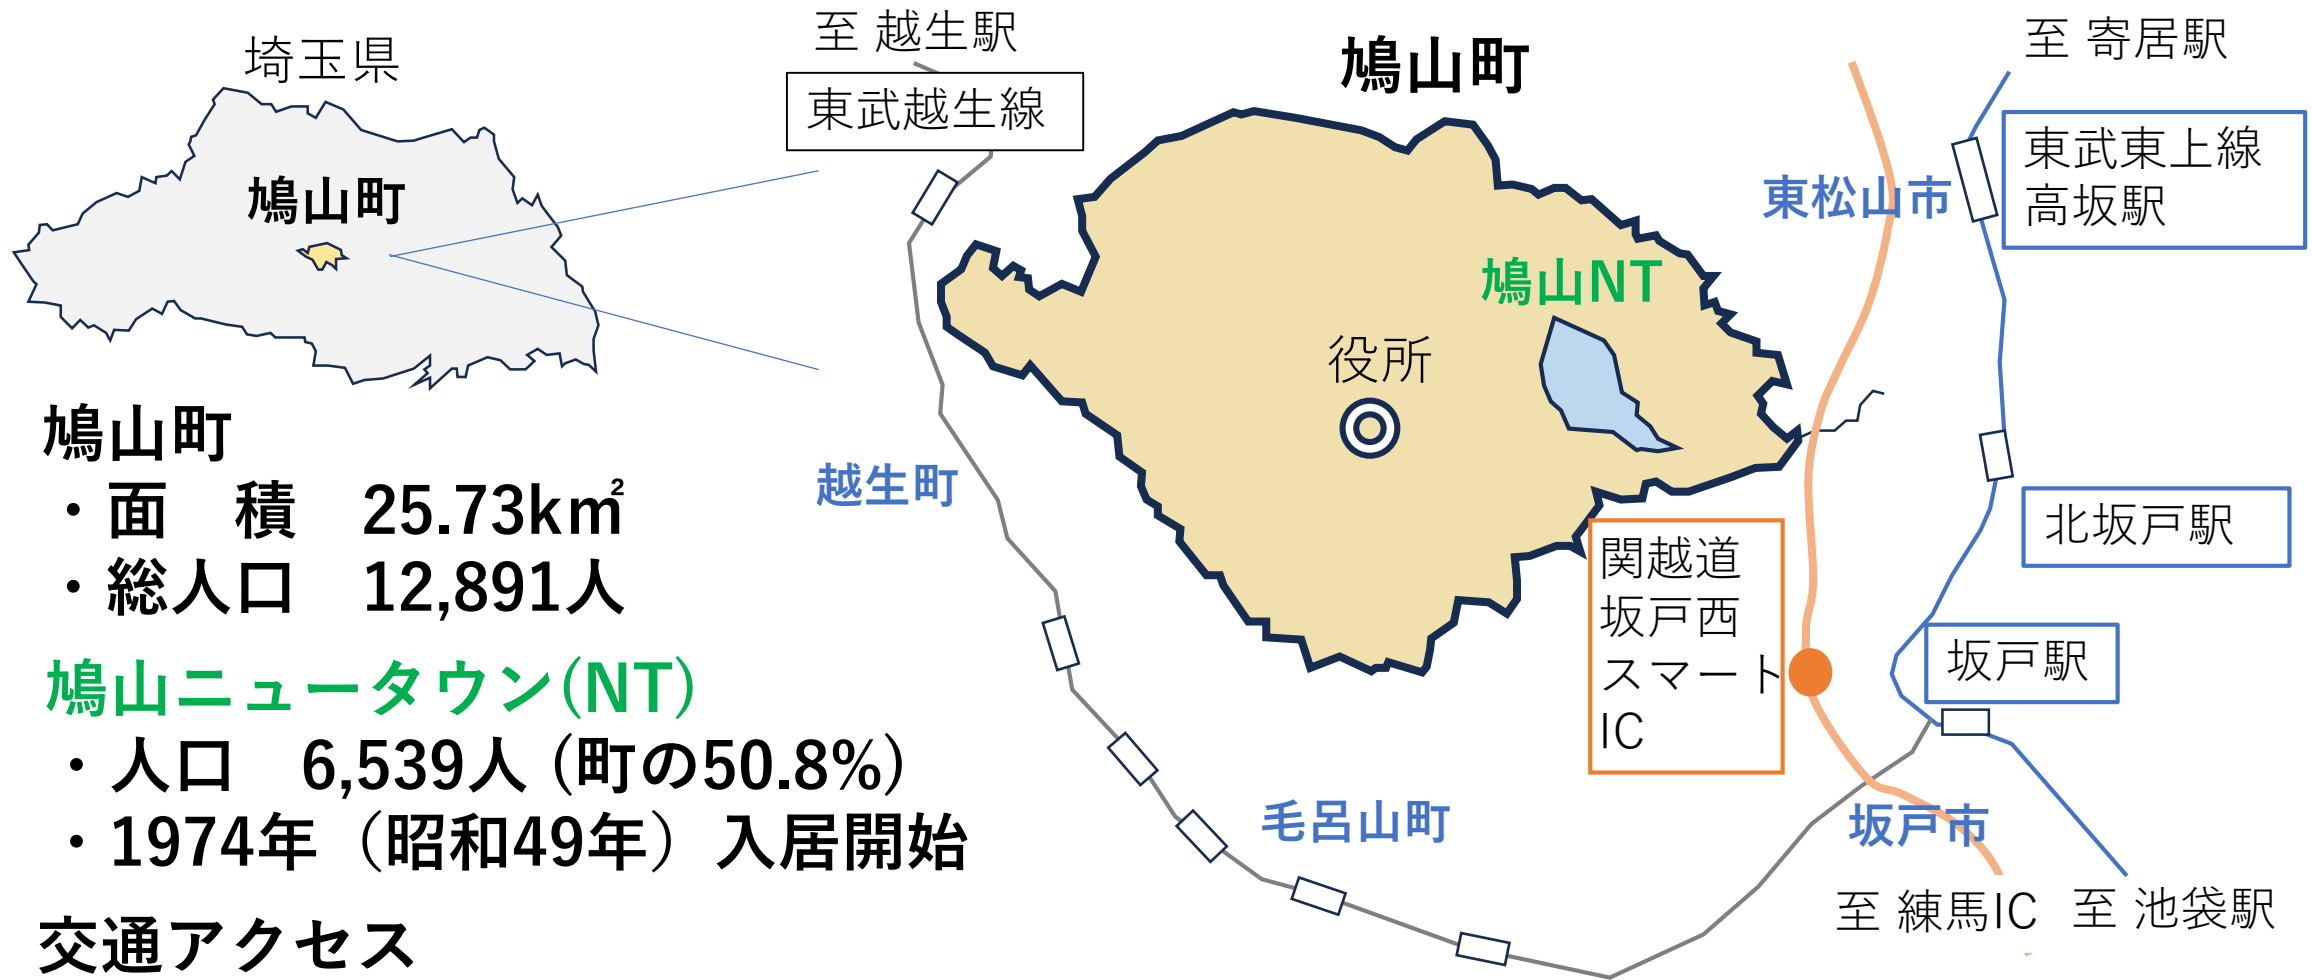 埼玉県
鳩山町
鳩山町
・面　積　25.73k㎡
・総人口　12,891人
鳩山ニュータウン(NT)
・人口　6,539人 (町の50.8%)
・1974年（昭和49年）入居開始
交通アクセス
至 越生駅
東武越生線
鳩山町
至 寄居駅
東武東上線
高坂駅
東松山市
鳩山NT
役所
越生町
北坂戸駅
関越道
坂戸西
スマート
IC
坂戸駅
毛呂山町
坂戸市
至 練馬IC
至 池袋駅